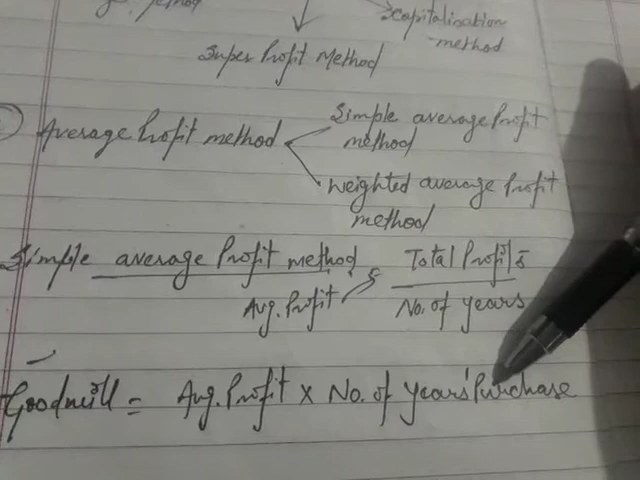 Capitalisation
method
Super Profit Method
Average Profit method
Simple average Profit
method
Weighted average Profit
method
Simple average Profit method
Avg. Profit = Total Profits
No. of years
Goodwill = Avg. Profit X No. of years' Purchase